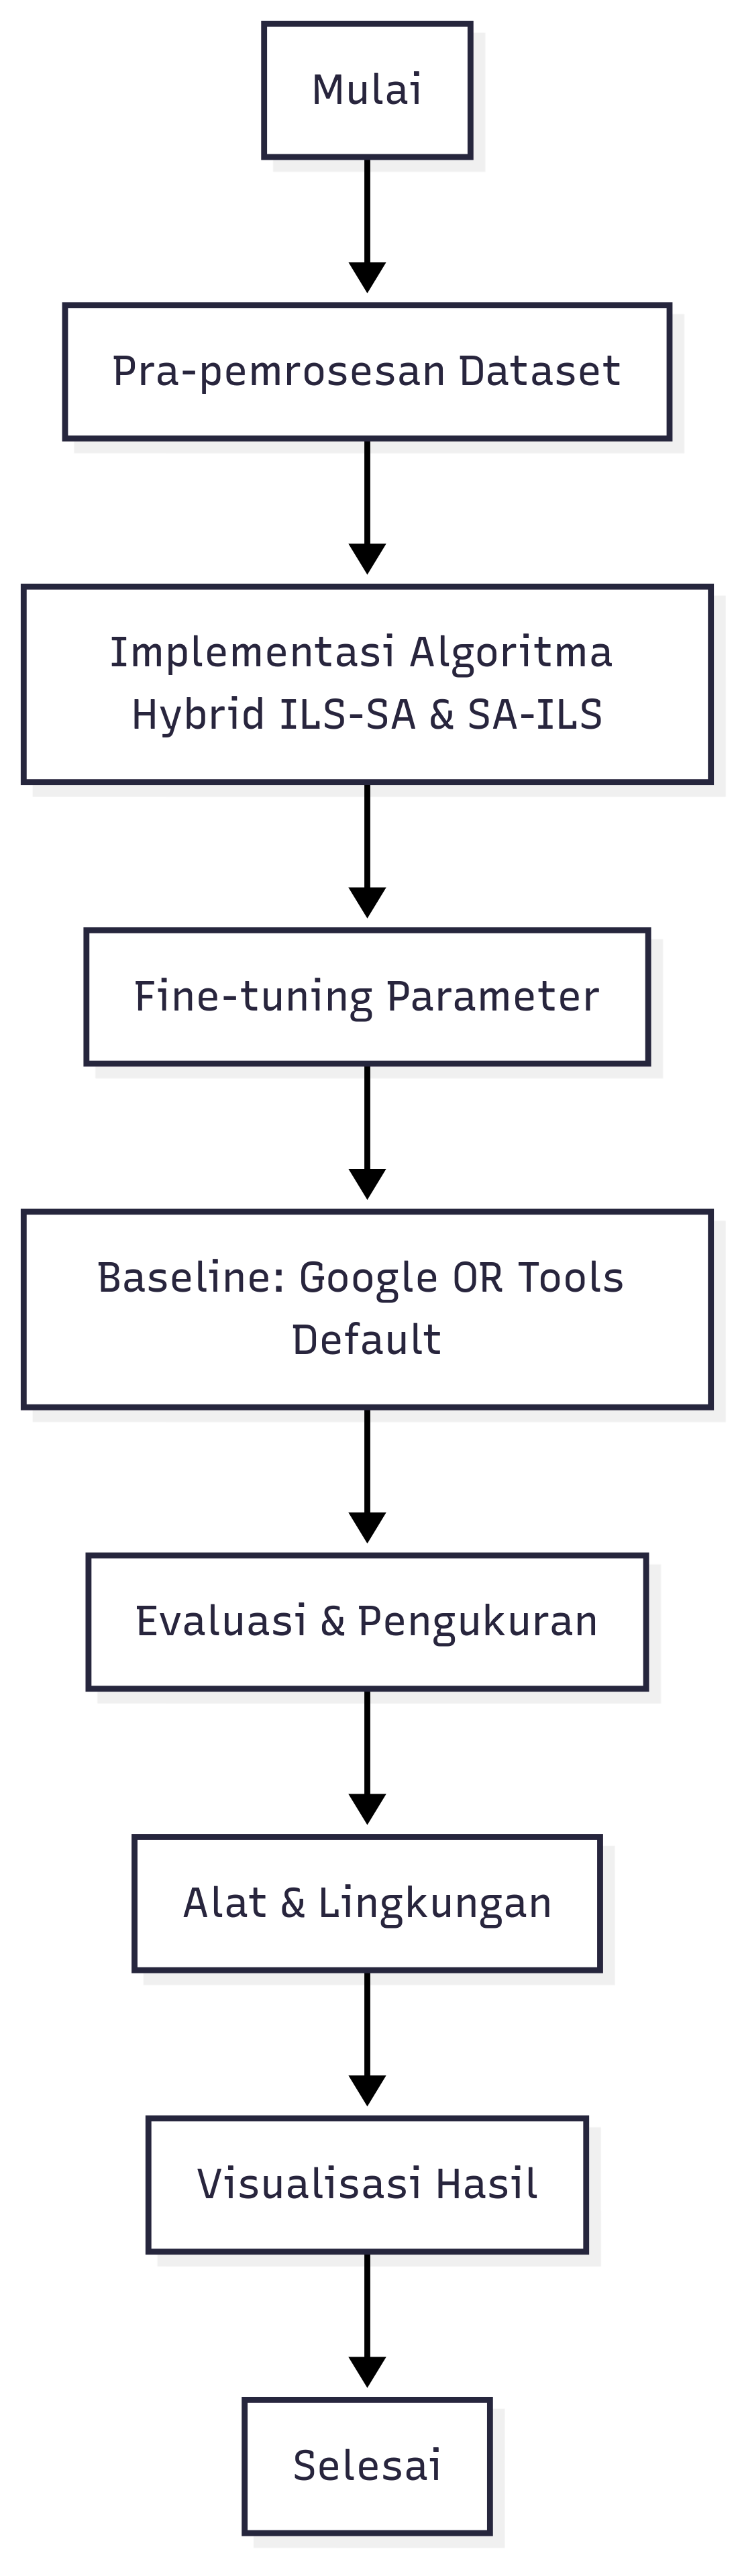 Mulai
Pra-pemrosesan Dataset
Implementasi Algoritma
Hybrid ILS-SA & SA-ILS
Fine-tuning Parameter
Baseline: Google OR Tools
Default
Evaluasi & Pengukuran
Alat & Lingkungan
Visualisasi Hasil
Selesai